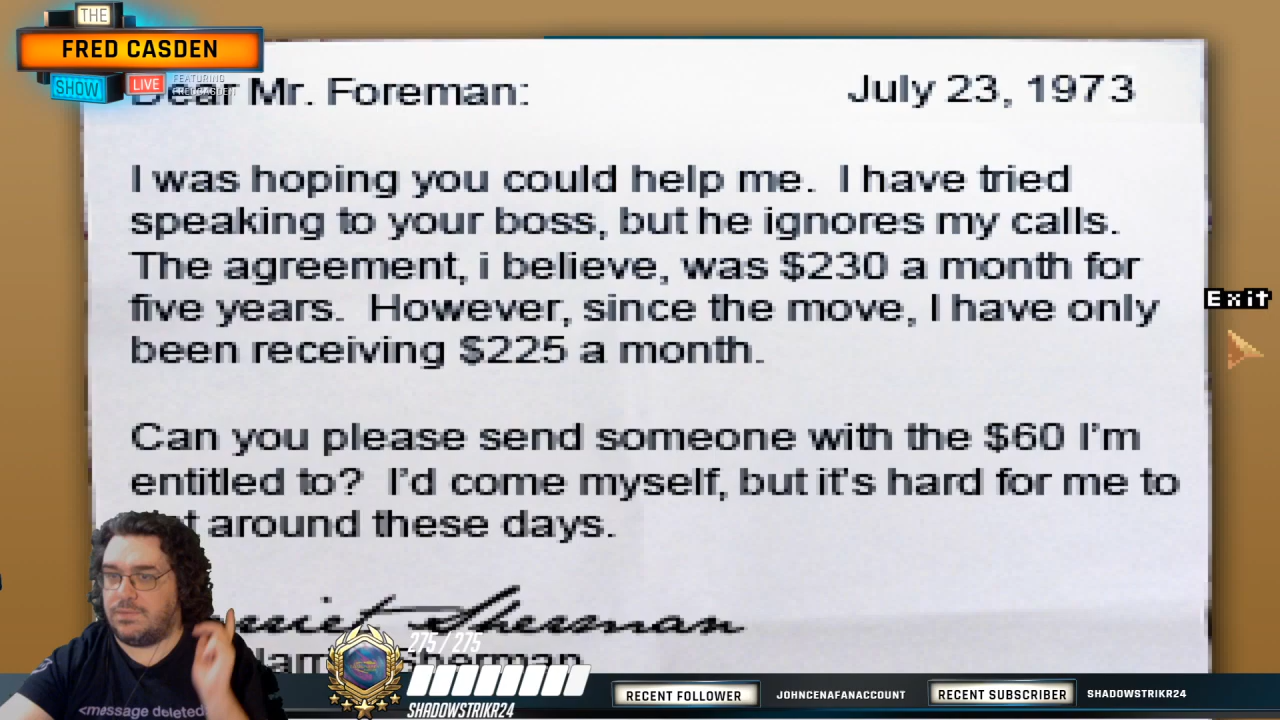 THE
FRED CASDEN
SHOW
LIVE
FEATURING
FREDCASDEN
Dear Mr. Foreman:
July 23, 1973
I was hoping you could help me. I have tried
speaking to your boss, but he ignores my calls.
The agreement, i believe, was $230 a month for
five years. However, since the move, I have only
been receiving $225 a month.
Exit
Can you please send someone with the $60 I'm
entitled to? I'd come myself, but it's hard for me to
around these days.
Sherman
Sherman
275/275
SHADOWSTRIKR24
<message deleted
RECENT FOLLOWER
JOHNCENAFANACCOUNT
RECENT SUBSCRIBER
SHADOWSTRIKR24